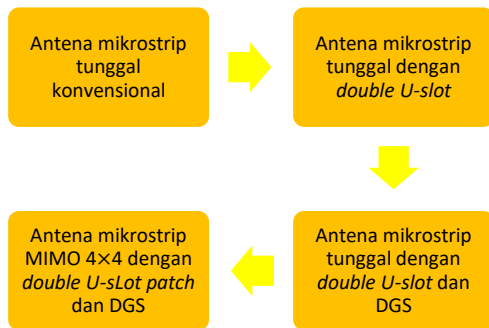 Antena mikrostrip
tunggal
konvensional
Antena mikrostrip
tunggal dengan
double U-slot
Antena mikrostrip
tunggal dengan
double U-slot dan
DGS
Antena mikrostrip
MIMO 4×4 dengan
double U-sLot patch
dan DGS